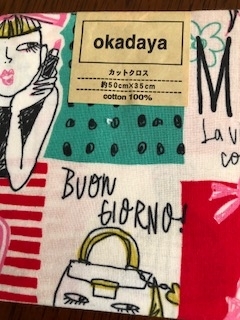 okadaya
カットクロス
約50cm×35cm
cotton 100%
M
La v
co
BUON
GIORNO!